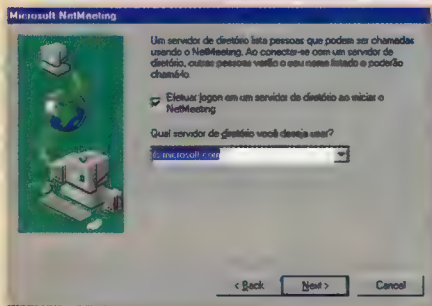 Microsoft NetMeeting
Um servidor de diretório lista pessoas que podem ser chamadas
usando o NetMeeting. Ao conectar-se com um servidor de
diretório, outras pessoas verão o seu nome listado e poderão
chamá-lo.
Efetuar logon em um servidor de diretório ao iniciar o
NetMeeting
Qual servidor de diretório você deseja usar?
ils.microsoft.com
< Back
Next >
Cancel